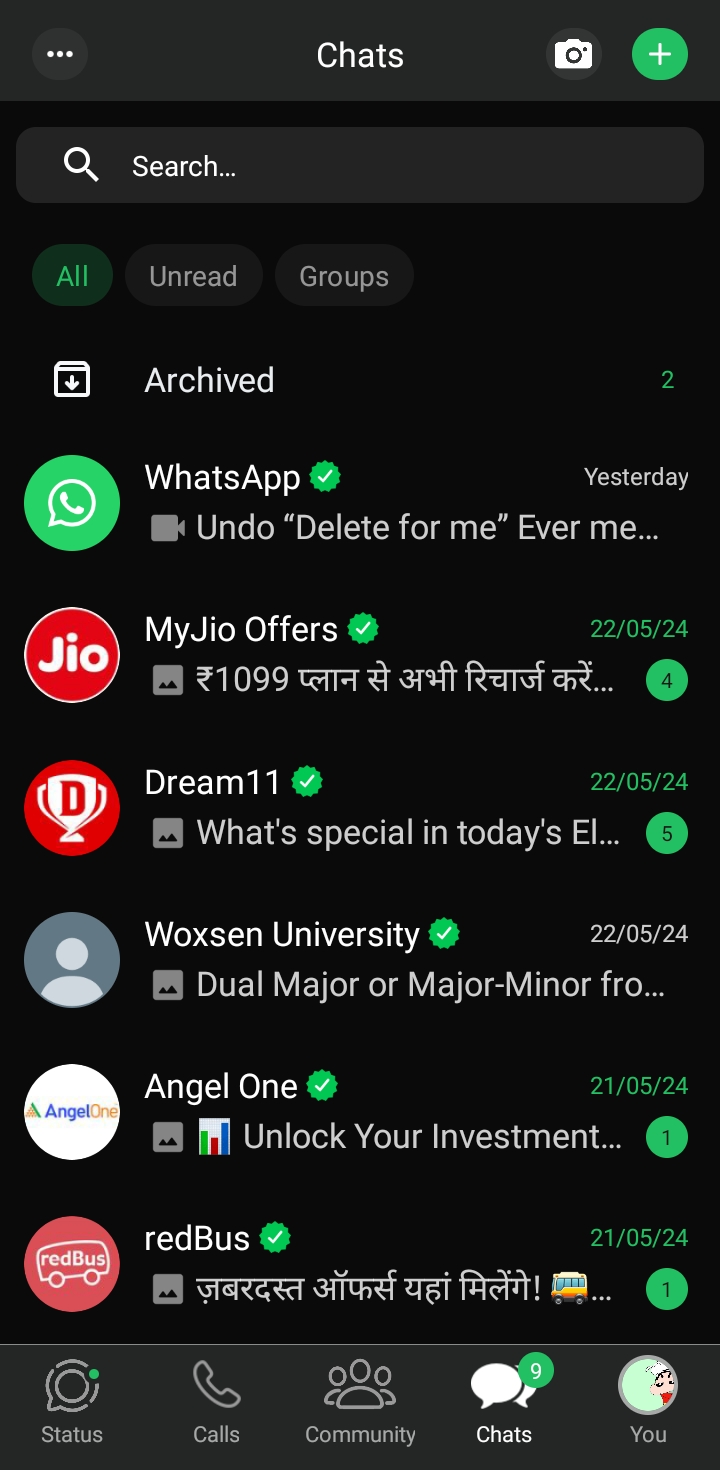 Chats
Search...
All Unread Groups
Archived 2
WhatsApp Yesterday
Undo “Delete for me” Ever me...
Jio
MyJio Offers 22/05/24
₹1099 प्लान से अभी रिचार्ज करें... 4
D
Dream11 22/05/24
What's special in today's El... 5
Woxsen University 22/05/24
Dual Major or Major-Minor fro...
AngelOne
Angel One 21/05/24
📊 Unlock Your Investment... 1
redBus
redBus 21/05/24
ज़बरदस्त ऑफर्स यहां मिलेंगे! 🚌... 1
9
Status Calls Community Chats You